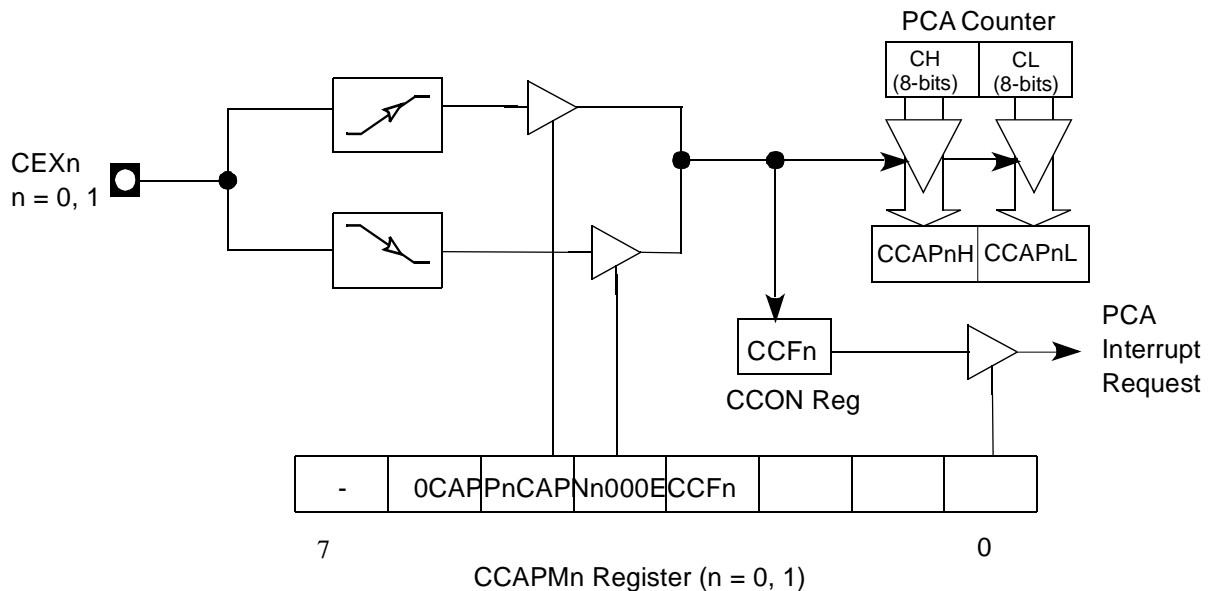 PCA Counter
CH
(8-bits)
CL
(8-bits)
CEXn
n = 0, 1
CCAPnH
CCAPnL
CCFn
CCON Reg
PCA
Interrupt
Request
- 0CAPPnCAPNn000ECCFn
7 0
CCAPMn Register (n = 0, 1)